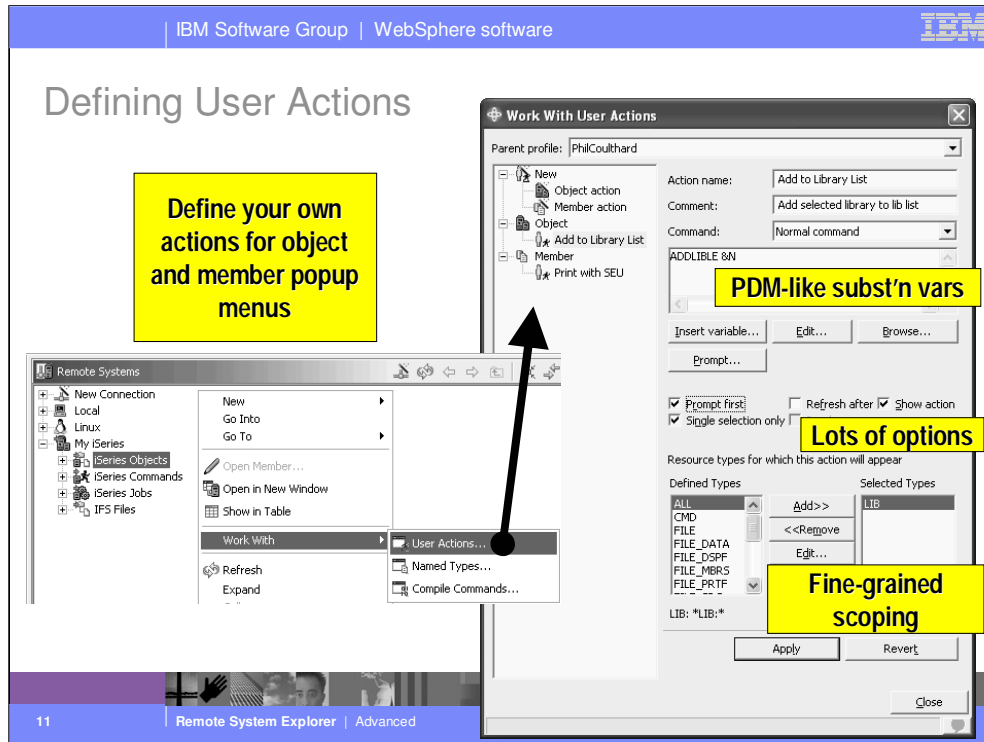 IBM Software Group | WebSphere software
IBM
Defining User Actions
Define your own
actions for object
and member popup
menus
Remote Systems
New Connection
Local
Linux
My iSeries
iSeries Objects
iSeries Commands
iSeries Jobs
IFS Files
New
Go Into
Go To
Open Member...
Open in New Window
Show in Table
Work With
Refresh
Expand
User Actions...
Named Types...
Compile Commands...
Work With User Actions
Parent profile: PhilCoulthard
New
Object action
Member action
Object
Add to Library List
Member
Print with SEU
Action name: Add to Library List
Comment: Add selected library to lib list
Command: Normal command
ADDLIBLE &N
PDM-like subst'n vars
Insert variable... Edit... Browse...
Prompt...
Prompt first Refresh after Show action
Single selection only
Lots of options
Resource types for which this action will appear
Defined Types Selected Types
ALL
CMD
FILE
FILE_DATA
FILE_DSPF
FILE_MBRS
FILE_PRTF
Add>>
<<Remove
Edit...
LIB
Fine-grained
scoping
LIB: *LIB:*
Apply Revert
Close
11 Remote System Explorer | Advanced